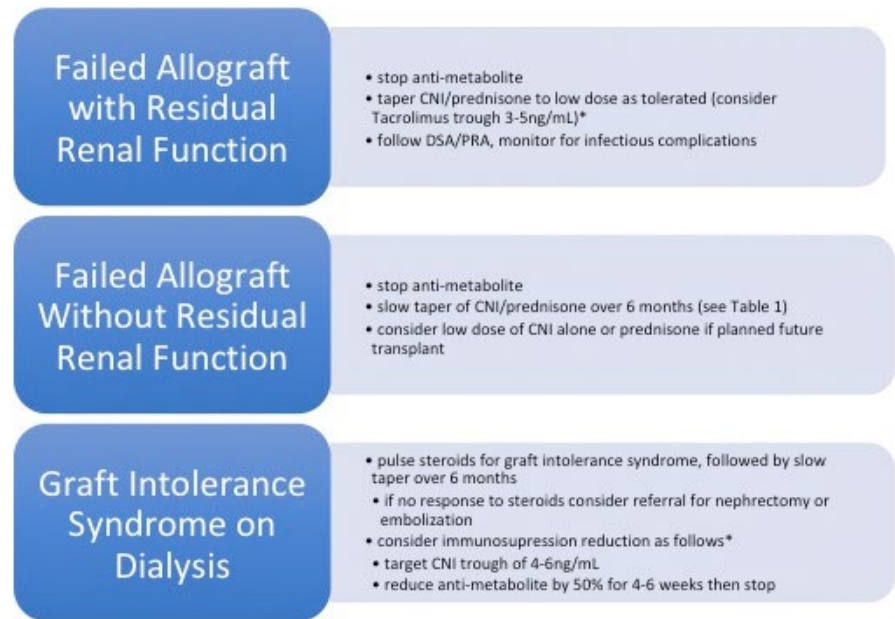 Failed Allograft
with Residual
Renal Function
• stop anti-metabolite
• taper CNI/prednisone to low dose as tolerated (consider
Tacrolimus trough 3-5ng/mL)*
• follow DSA/PRA, monitor for infectious complications
Failed Allograft
Without Residual
Renal Function
• stop anti-metabolite
• slow taper of CNI/prednisone over 6 months (see Table 1)
• consider low dose of CNI alone or prednisone if planned future
transplant
Graft Intolerance
Syndrome on
Dialysis
• pulse steroids for graft intolerance syndrome, followed by slow
taper over 6 months
• if no response to steroids consider referral for nephrectomy or
embolization
• consider immunosupression reduction as follows*
• target CNI trough of 4-6ng/mL
• reduce anti-metabolite by 50% for 4-6 weeks then stop